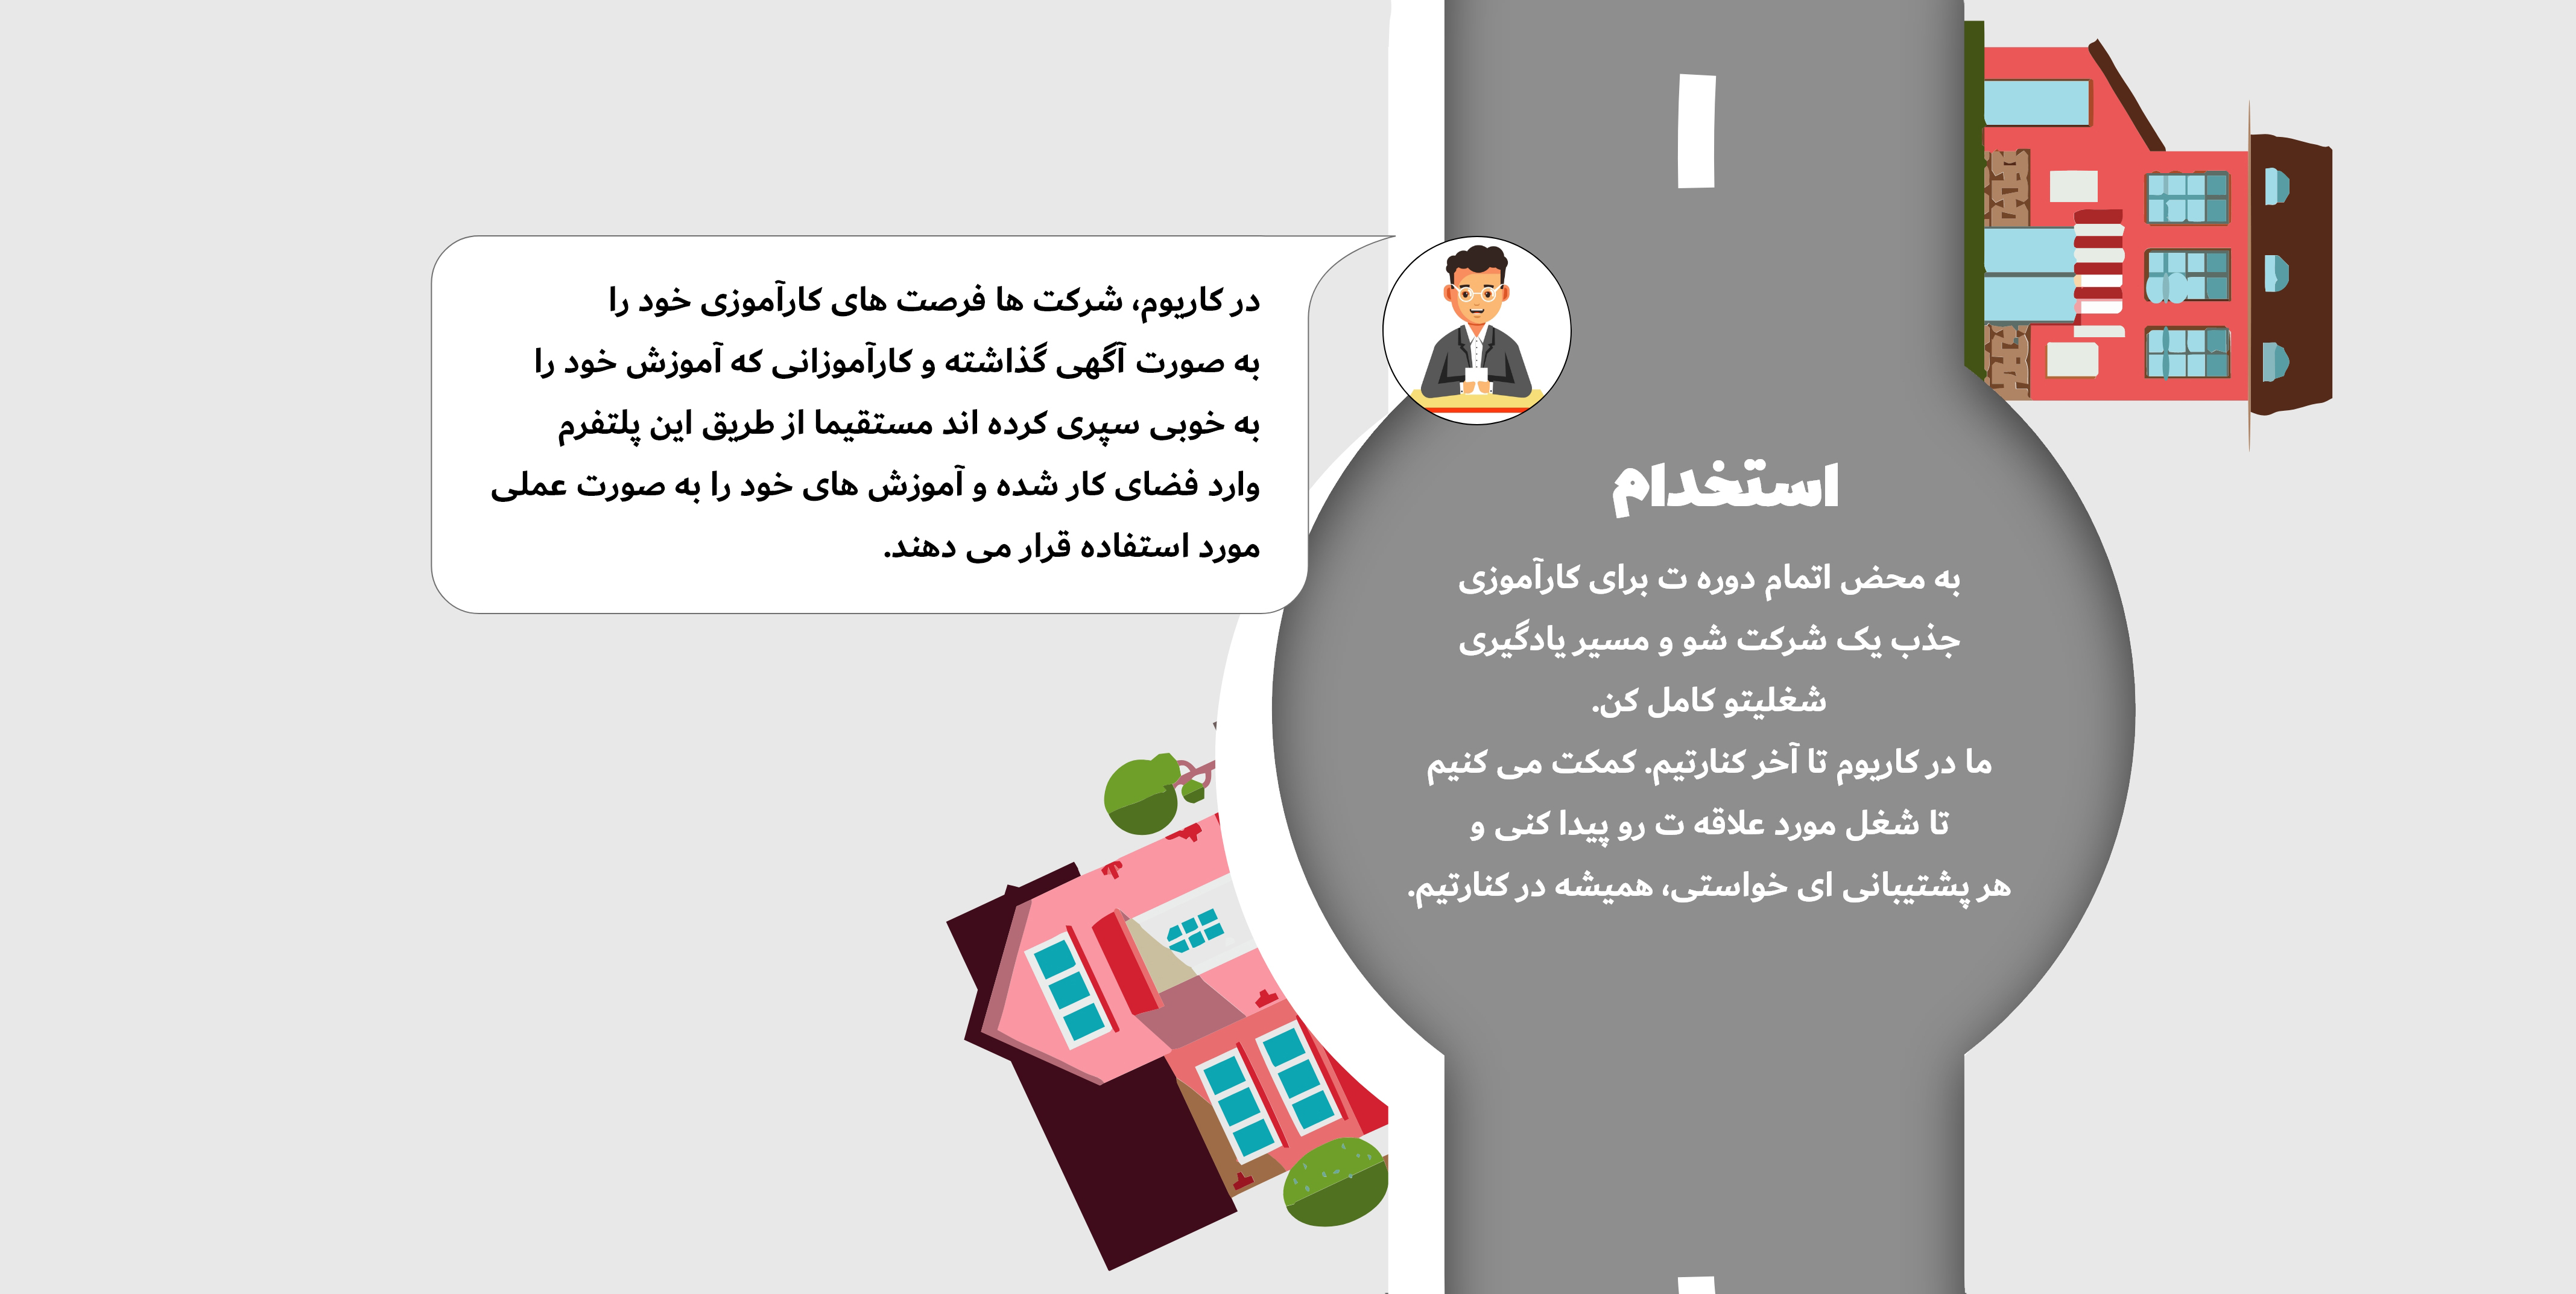 در کاریوم، شرکت ها فرصت های کارآموزی خود را
به صورت آگهی گذاشته و کارآموزانی که آموزش خود را
به خوبی سپری کرده اند مستقیما از طریق این پلتفرم
وارد فضای کار شده و آموزش های خود را به صورت عملی
مورد استفاده قرار می دهند.
استخدام
به محض اتمام دوره ت برای کارآموزی
جذب یک شرکت شو و مسیر یادگیری
شغلیتو کامل کن.
ما در کاریوم تا آخر کنارتیم. کمکت می کنیم
تا شغل مورد علاقه ت رو پیدا کنی و
هر پشتیبانی ای خواستی، همیشه در کنارتیم.